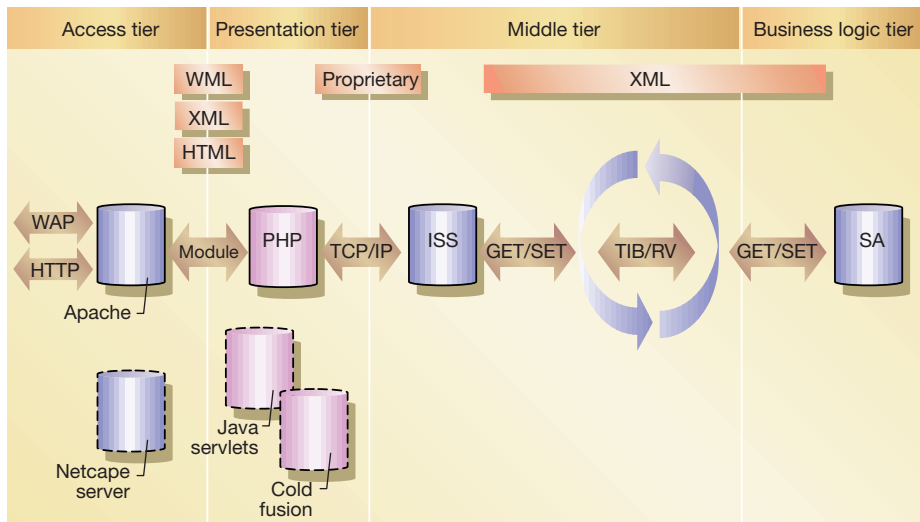 Access tier
Presentation tier
Middle tier
Business logic tier
WML
Proprietary
XML
XML
HTML
WAP
HTTP
Module
PHP
TCP/IP
ISS
GET/SET
TIB/RV
GET/SET
SA
Apache
Java
servlets
Netcape
server
Cold
fusion